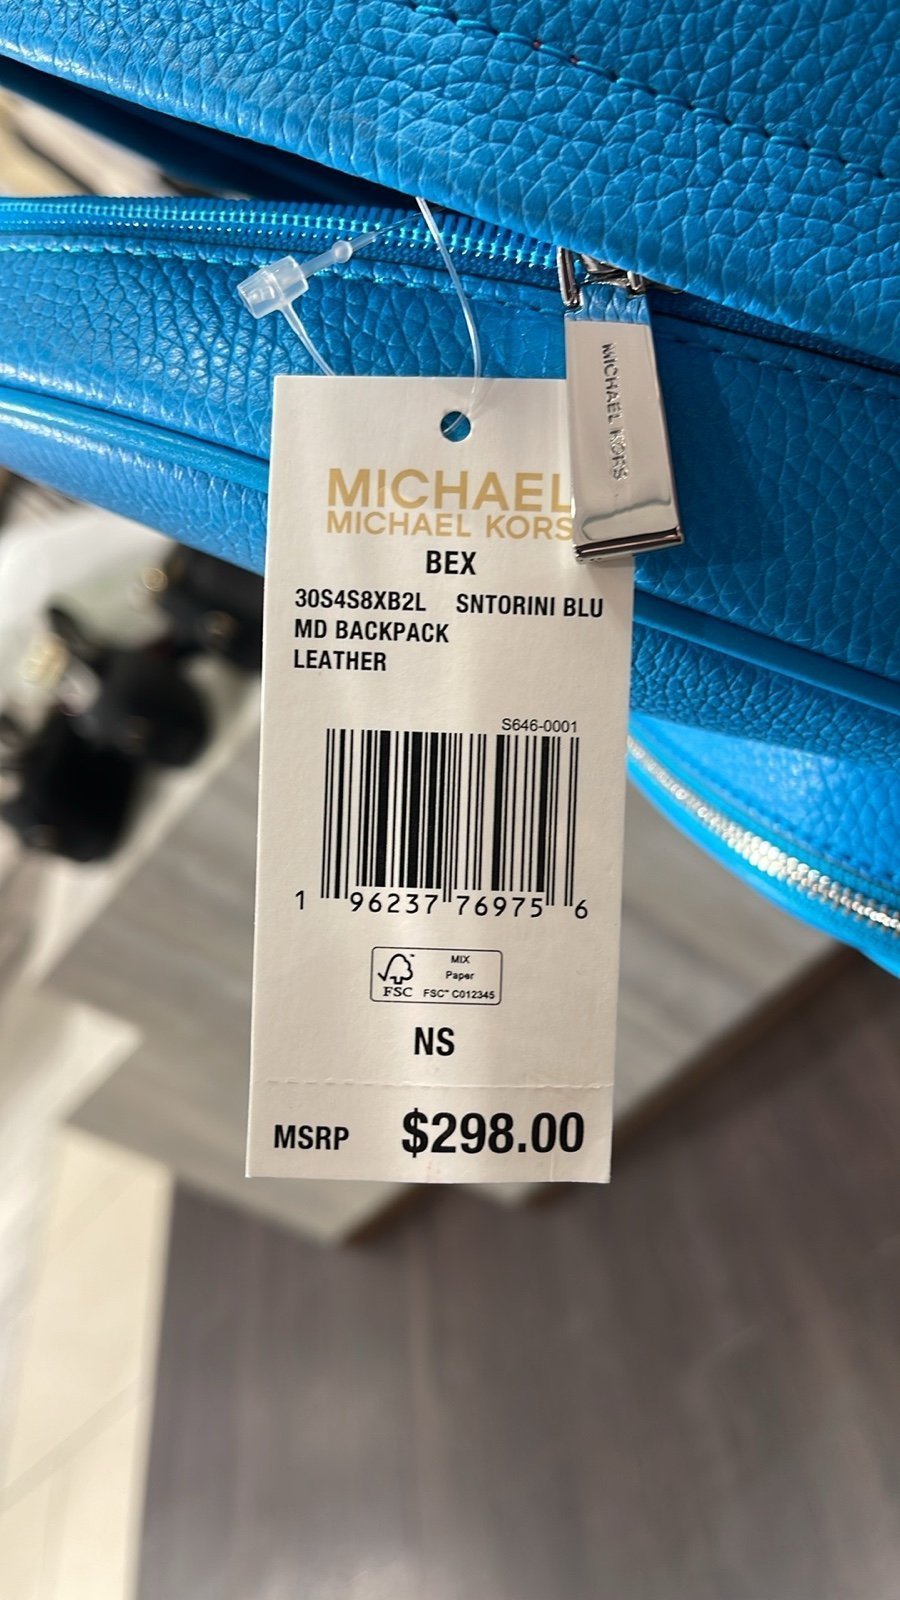 MICHAEL KORS
MICHAEL
MICHAEL KORS
BEX
30S4S8XB2L SNTORINI BLU
MD BACKPACK
LEATHER
S646-0001
1 96237 76975 6
MIX
Paper
FSC FSC™ C012345
NS
MSRP $298.00